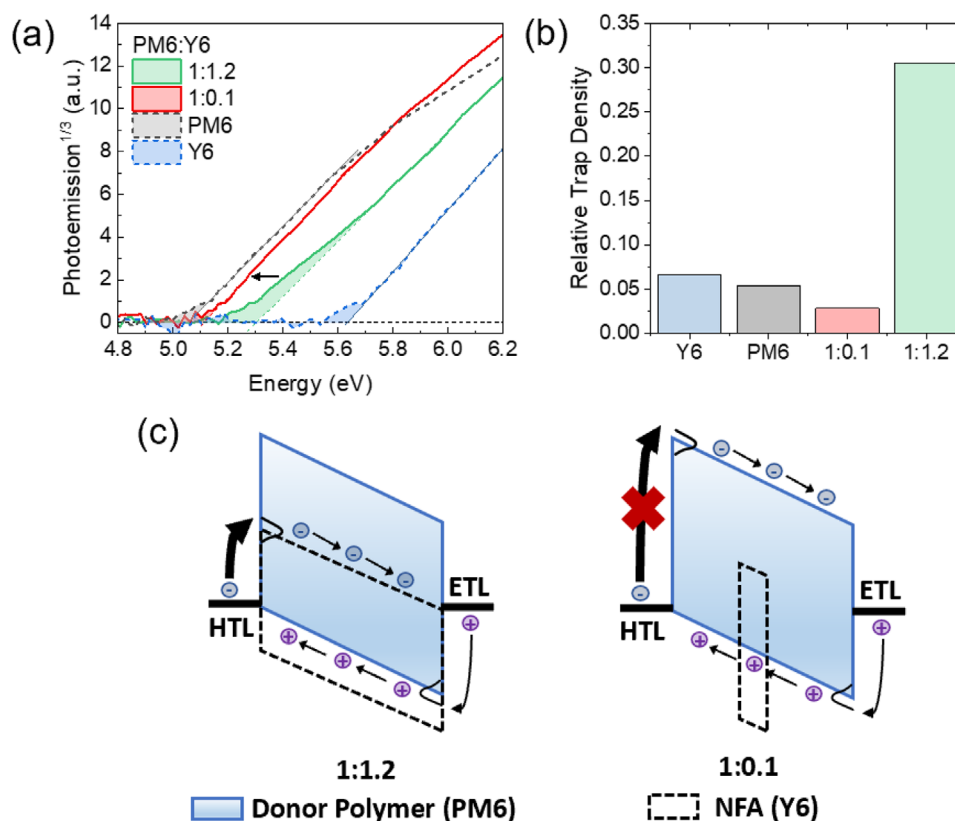 (a)
Photoemission1/3 (a.u.)
14
12
10
8
6
4
2
0
PM6:Y6
1:1.2
1:0.1
PM6
Y6
4.8 5.0 5.2 5.4 5.6 5.8 6.0 6.2
Energy (eV)
(b)
Relative Trap Density
0.35
0.30
0.25
0.20
0.15
0.10
0.05
0.00
Y6 PM6 1:0.1 1:1.2
(c)
- - - -
- HTL
ETL +
+ + +
1:1.2
- - -
- HTL
ETL +
+ + +
1:0.1
Donor Polymer (PM6)
NFA (Y6)